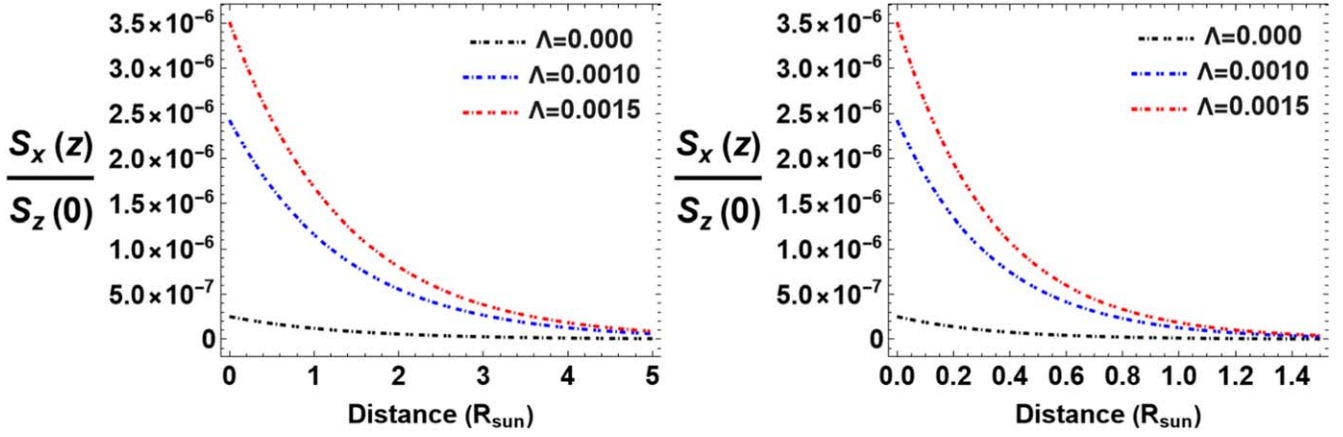 3.5×10⁻⁶
3.0×10⁻⁶
2.5×10⁻⁶
2.0×10⁻⁶
1.5×10⁻⁶
1.0×10⁻⁶
5.0×10⁻⁷
0
Sₓ(z)
S_z(0)
Λ=0.000
Λ=0.0010
Λ=0.0015
0 1 2 3 4 5
Distance (R_sun)
3.5×10⁻⁶
3.0×10⁻⁶
2.5×10⁻⁶
2.0×10⁻⁶
1.5×10⁻⁶
1.0×10⁻⁶
5.0×10⁻⁷
0
Sₓ(z)
S_z(0)
Λ=0.000
Λ=0.0010
Λ=0.0015
0.0 0.2 0.4 0.6 0.8 1.0 1.2 1.4
Distance (R_sun)